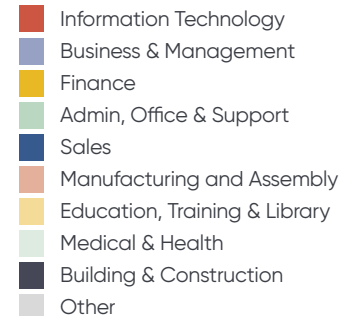 Information Technology
Business & Management
Finance
Admin, Office & Support
Sales
Manufacturing and Assembly
Education, Training & Library
Medical & Health
Building & Construction
Other